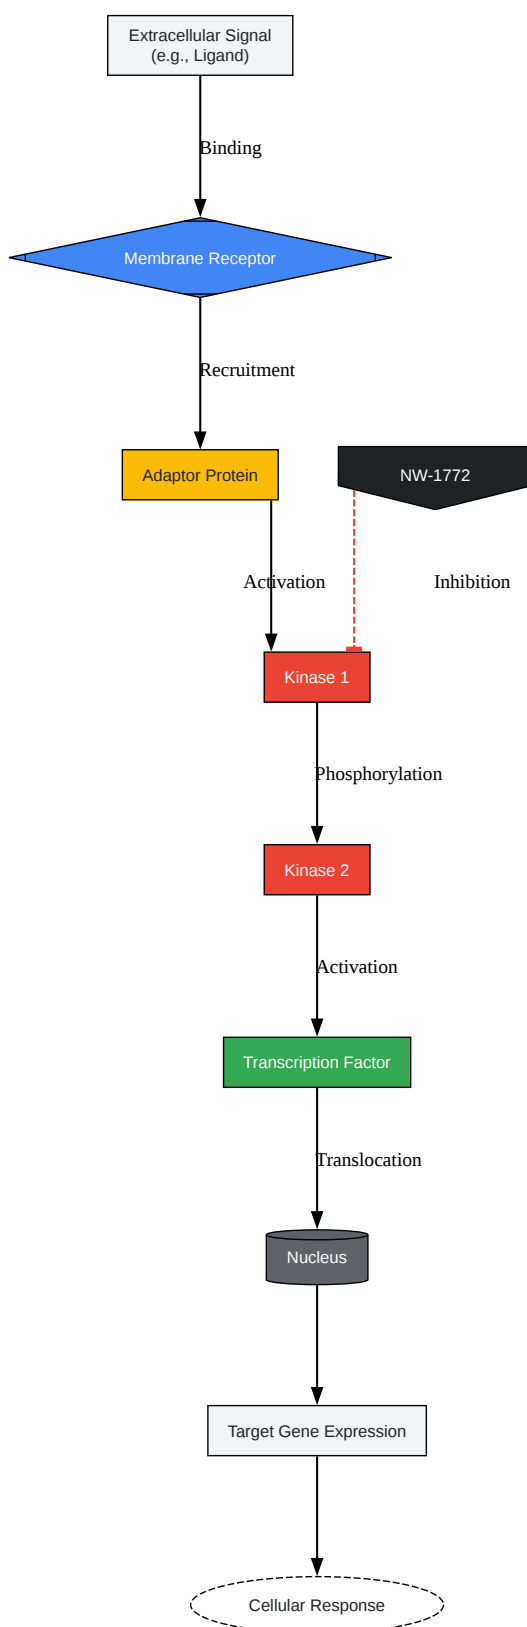 Extracellular Signal
(e.g., Ligand)
Binding
Membrane Receptor
Recruitment
Adaptor Protein
NW-1772
Activation
Inhibition
Kinase 1
Phosphorylation
Kinase 2
Activation
Transcription Factor
Translocation
Nucleus
Target Gene Expression
Cellular Response